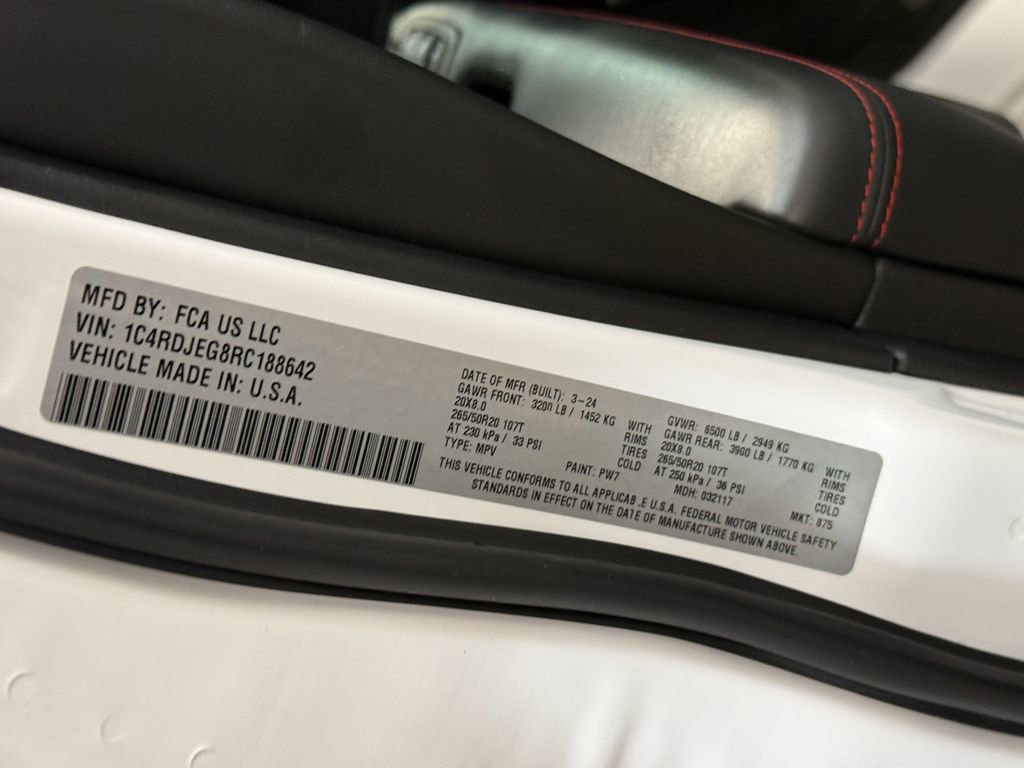 MFD BY: FCA US LLC
VIN: 1C4RDJEG8RC188642
VEHICLE MADE IN: U.S.A.
DATE OF MFR (BUILT): 3-24
GAWR FRONT: 3200 LB / 1452 KG WITH
20X8.0 RIMS
265/50R20 107T TIRES
AT 230 kPa / 33 PSI COLD
TYPE: MPV PAINT: PW7
GVWR: 6500 LB / 2949 KG
GAWR REAR: 3900 LB / 1770 KG WITH
20X8.0 RIMS
265/50R20 107T TIRES
AT 250 kPa / 36 PSI COLD
MDH: 032117 MKT: 875
THIS VEHICLE CONFORMS TO ALL APPLICAB.E U.S.A. FEDERAL MOTOR VEHICLE SAFETY
STANDARDS IN EFFECT ON THE DATE OF MANUFACTURE SHOWN ABOVE.